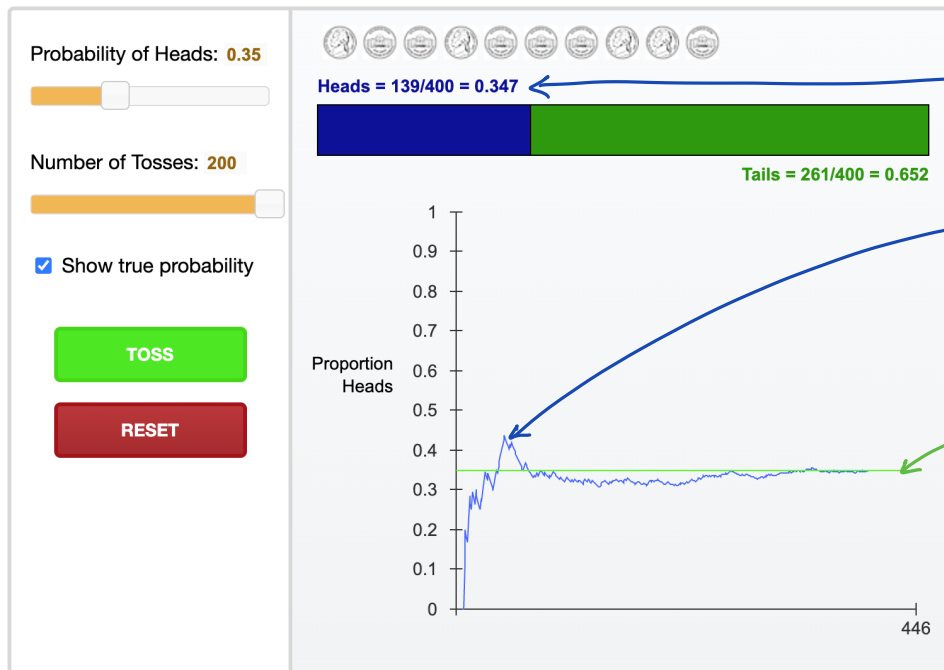 Probability of Heads: 0.35
Number of Tosses: 200
Show true probability
TOSS
RESET
Heads = 139/400 = 0.347
Tails = 261/400 = 0.652
1
0.9
0.8
0.7
Proportion
Heads
0.6
0.5
0.4
0.3
0.2
0.1
0
446